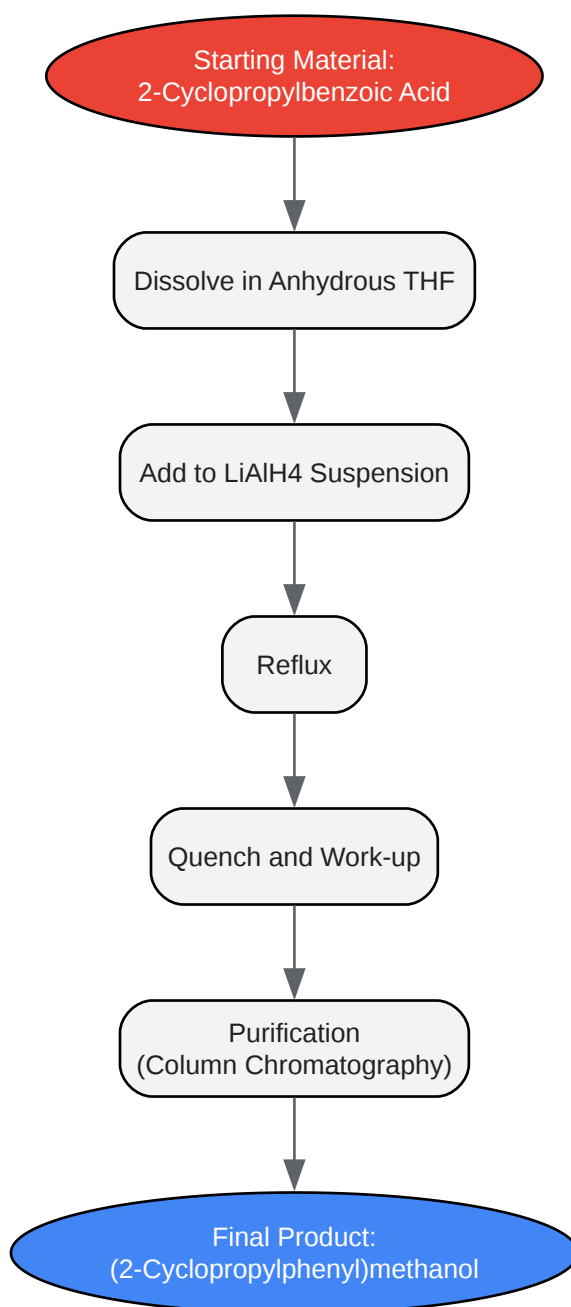 Starting Material:
2-Cyclopropylbenzoic Acid
Dissolve in Anhydrous THF
Add to LiAlH4 Suspension
Reflux
Quench and Work-up
Purification
(Column Chromatography)
Final Product:
(2-Cyclopropylphenyl)methanol